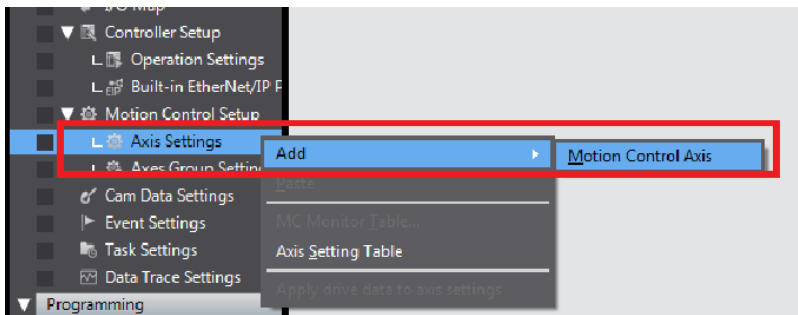 I/O Map
Controller Setup
Operation Settings
Built-in EtherNet/IP P
Motion Control Setup
Axis Settings
Add
Motion Control Axis
Axes Group Setting
Paste
Cam Data Settings
MC Monitor Table...
Event Settings
Task Settings
Axis Setting Table
Data Trace Settings
Apply drive data to axis settings
Programming